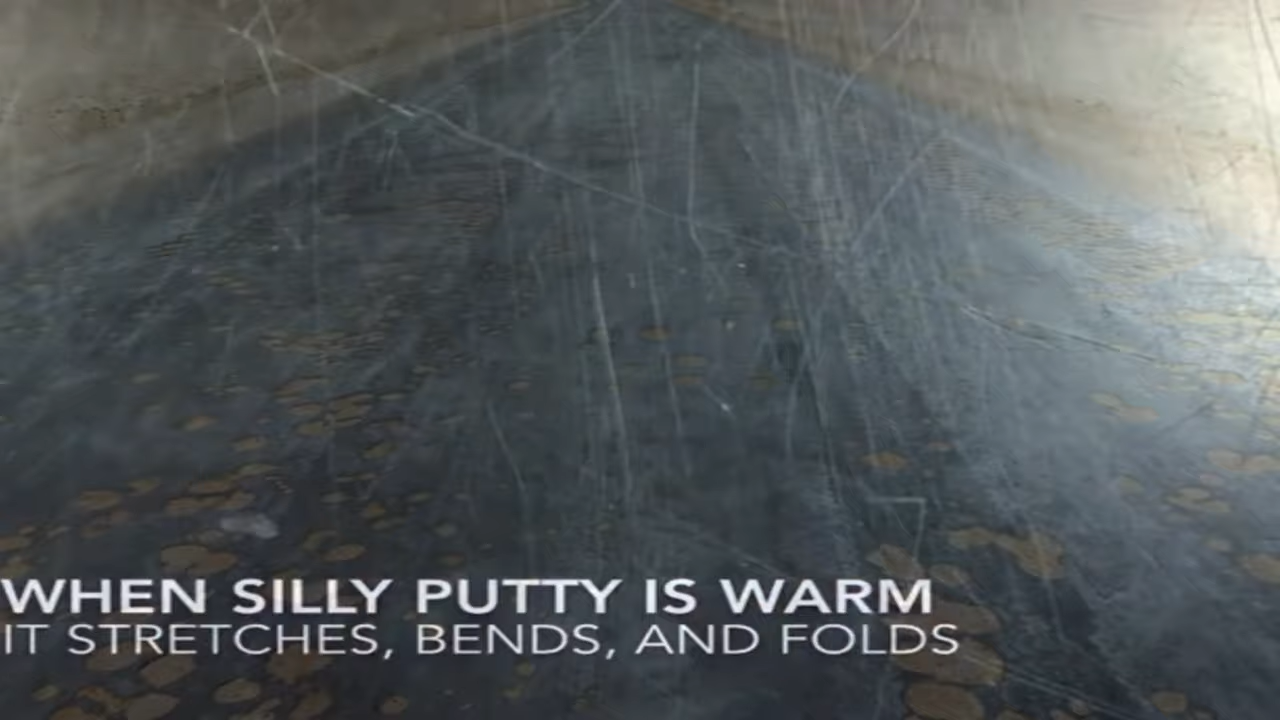 WHEN SILLY PUTTY IS WARM
IT STRETCHES, BENDS, AND FOLDS